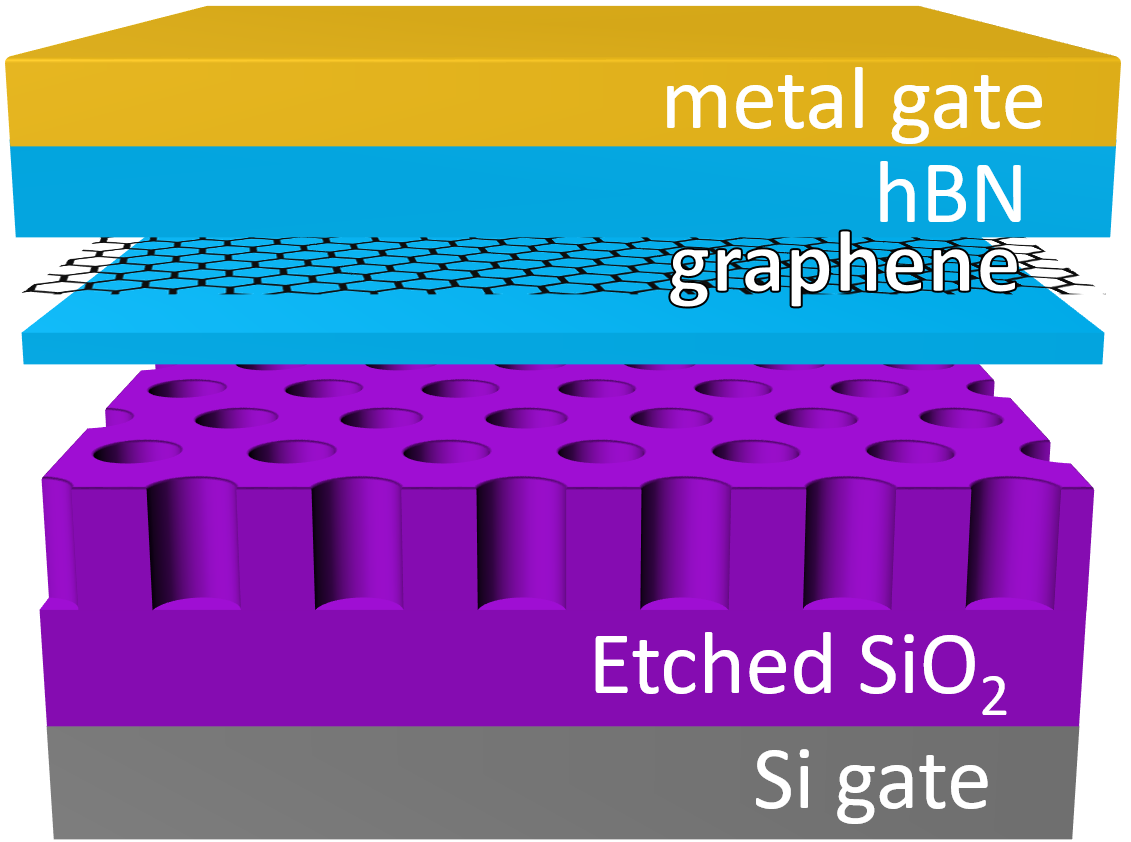 metal gate
hBN
graphene
Etched SiO₂
Si gate